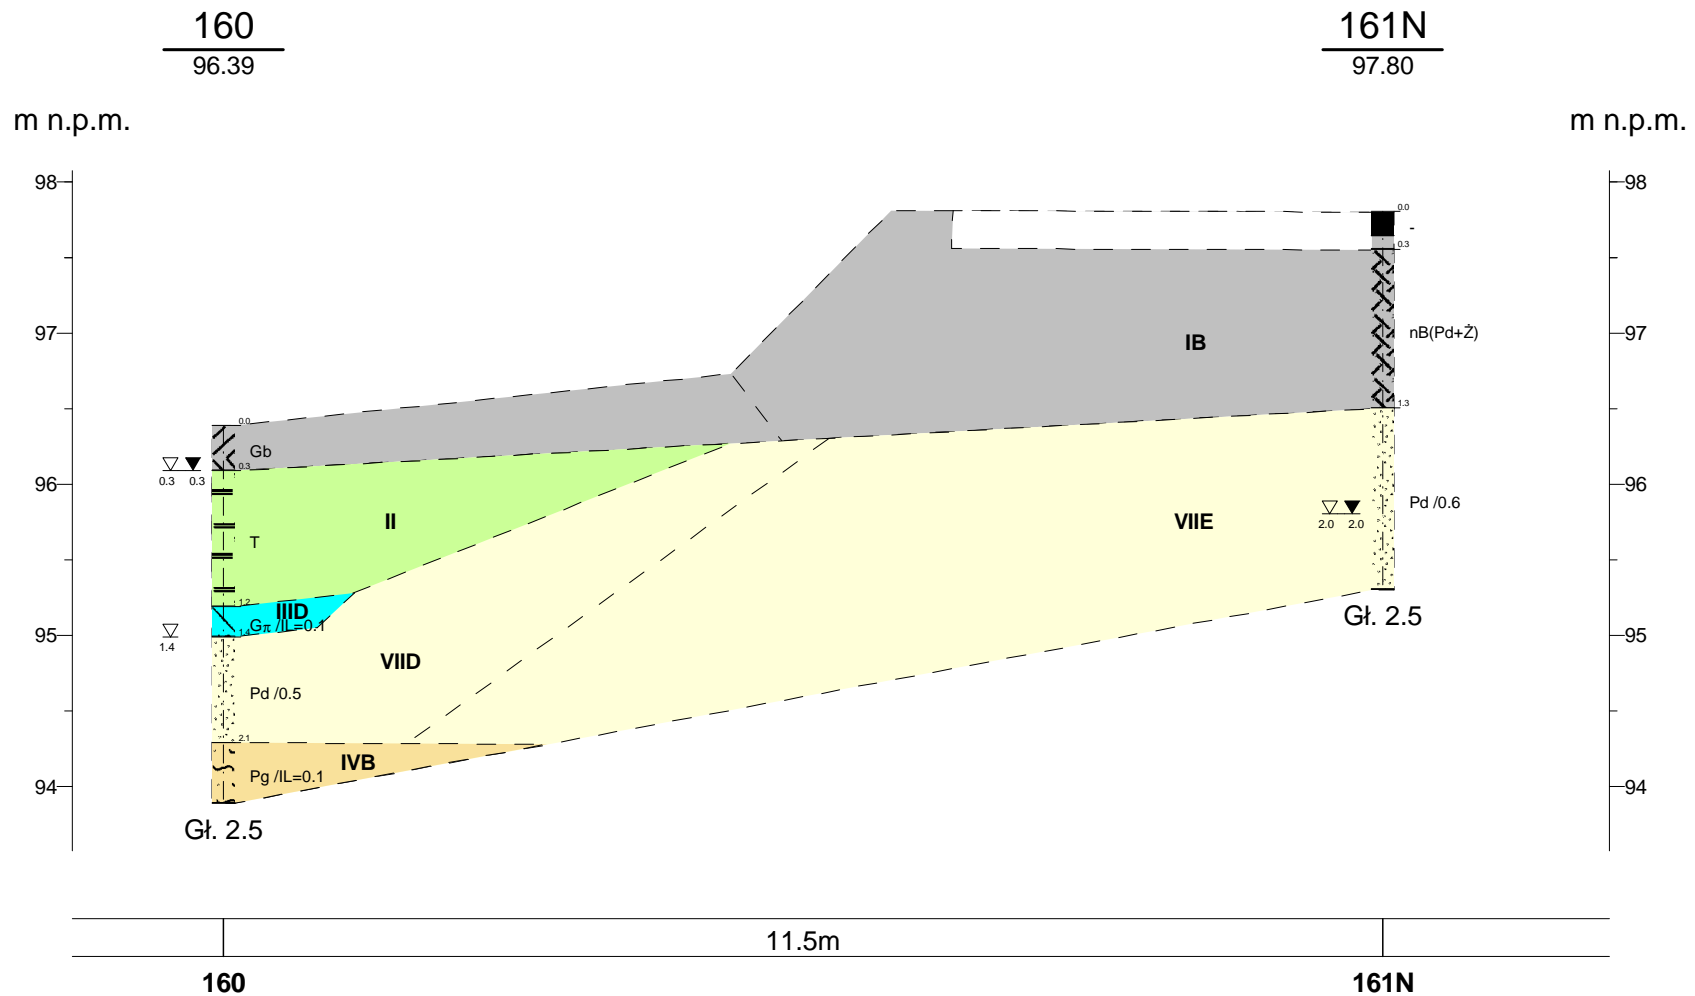 160 161N
96.39 97.80
m n.p.m. m n.p.m.
98 98
0.0
-
0.3
97 IB nB(Pd+Ż) 97
0.0
1.3
Gb
0.3
0.3 0.3
96 96
II VIIE Pd /0.6
2.0 2.0
T
1.2
IIID
Gπ /IL=0.1
1.4
95 95
1.4
Gł. 2.5
VIID
Pd /0.5
2.1
IVB
Pg /IL=0.1
94 94
Gł. 2.5
11.5m
160 161N